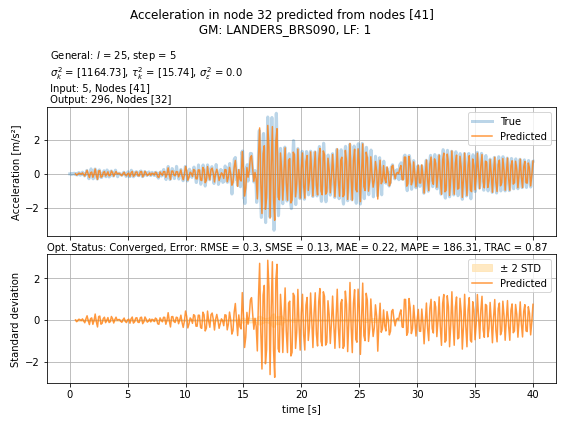 Acceleration in node 32 predicted from nodes [41]
GM: LANDERS_BRS090, LF: 1
General: l = 25, step = 5
σ²ₖ = [1164.73], τ²ₖ = [15.74], σ²ε = 0.0
Input: 5, Nodes [41]
Output: 296, Nodes [32]
True
Predicted
Acceleration [m/s²]
2
0
−2
Opt. Status: Converged, Error: RMSE = 0.3, SMSE = 0.13, MAE = 0.22, MAPE = 186.31, TRAC = 0.87
± 2 STD
Predicted
Standard deviation
2
0
−2
0 5 10 15 20 25 30 35 40
time [s]